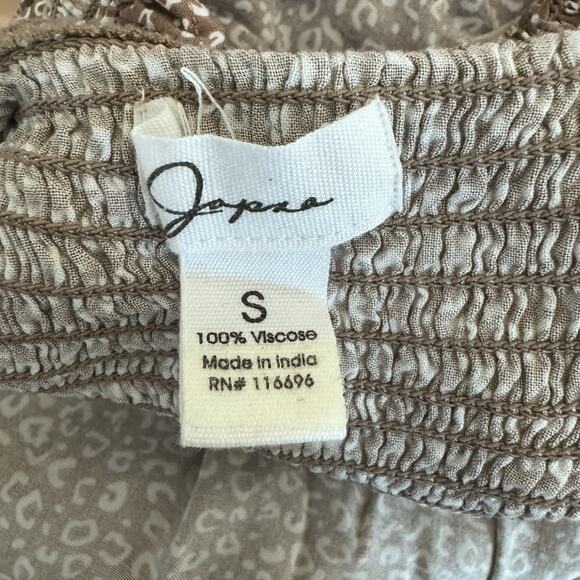 Japna
S
100% Viscose
Made in India
RN# 116696